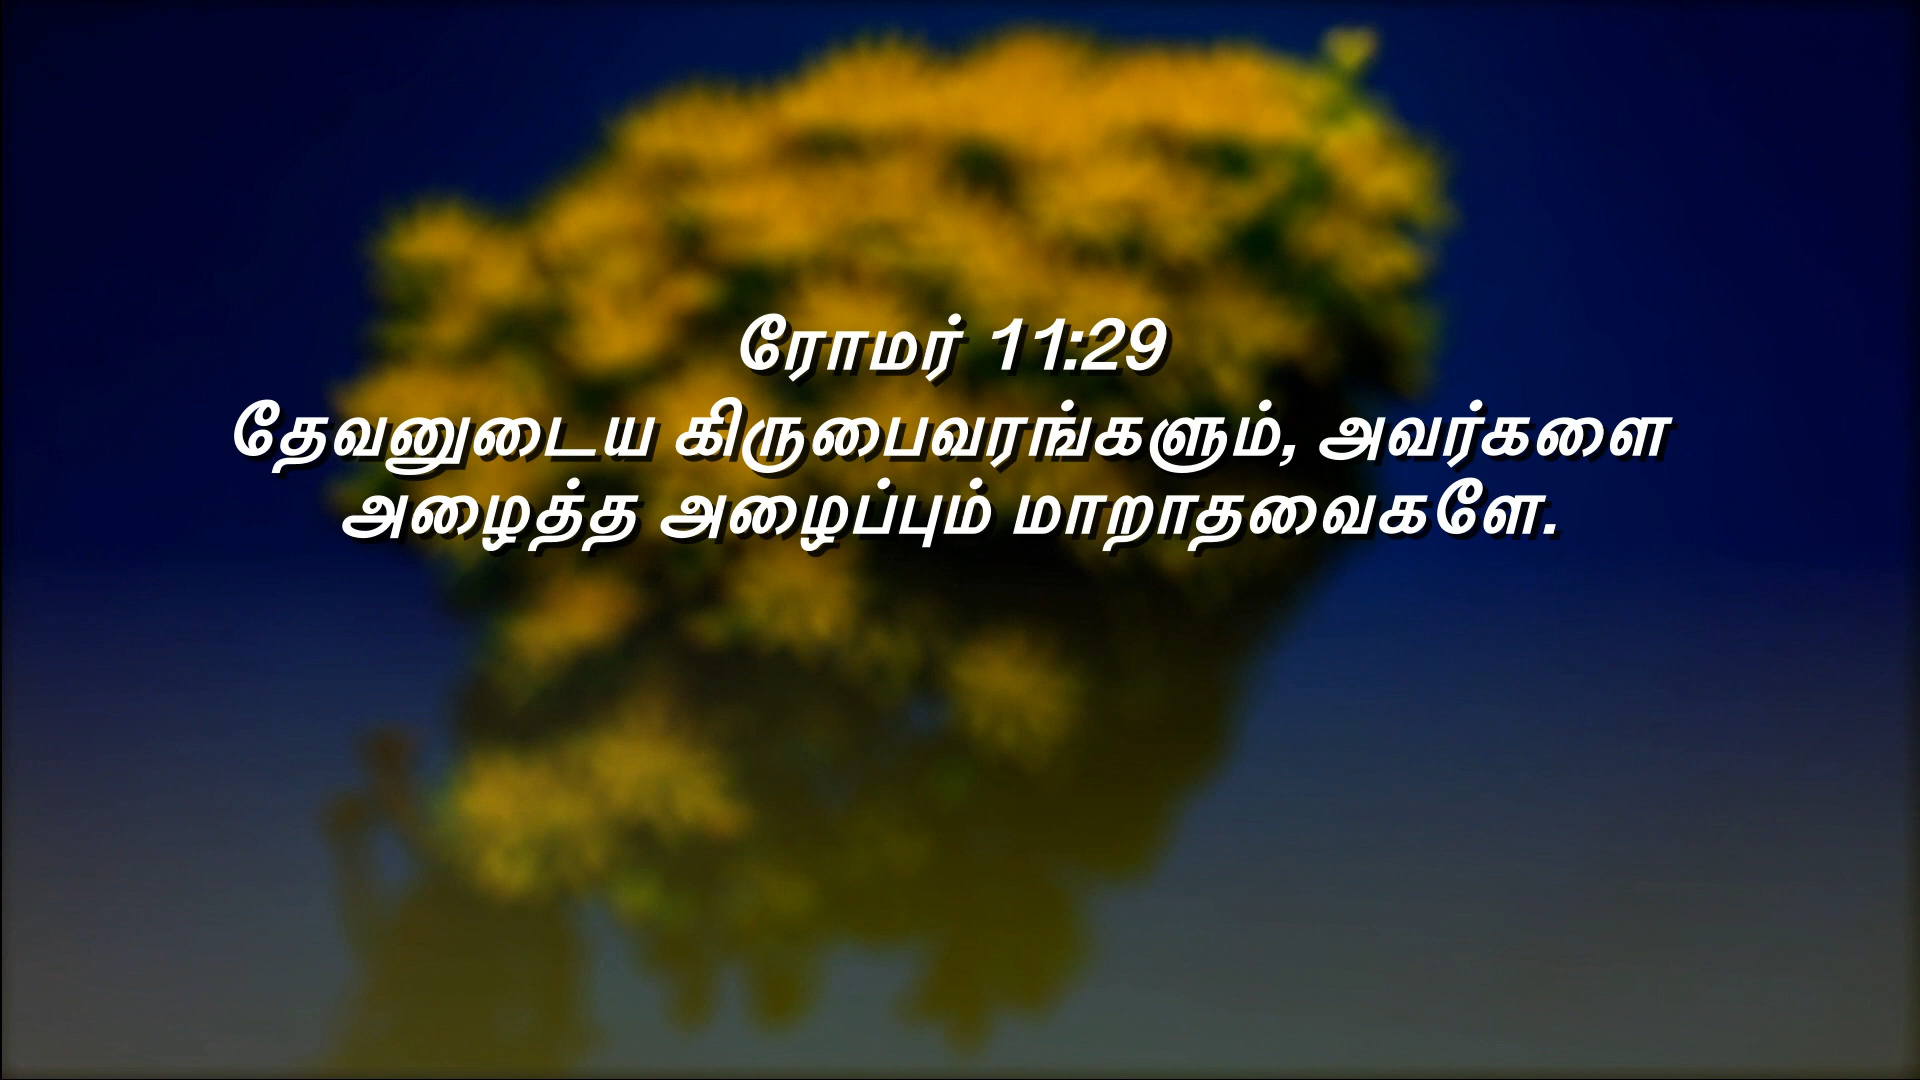 ரோமர் 11:29
தேவனுடைய கிருபைவரங்களும், அவர்களை
அழைத்த அழைப்பும் மாறாதவைகளே.